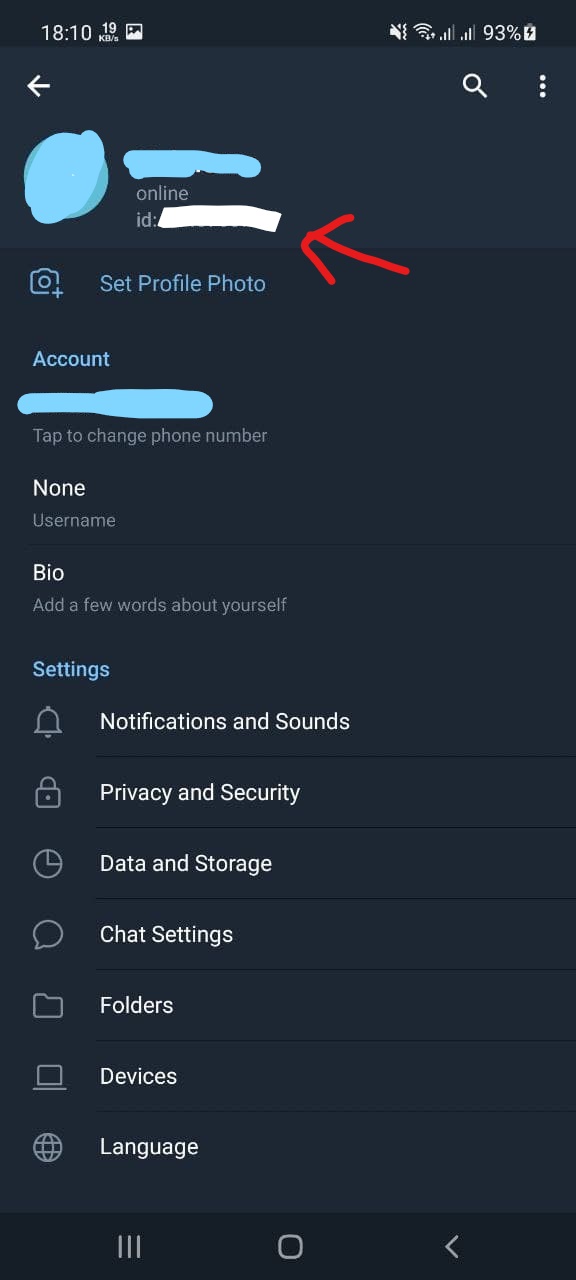 18:10 19 KB/s 93%
online
id:
Set Profile Photo
Account
Tap to change phone number
None
Username
Bio
Add a few words about yourself
Settings
Notifications and Sounds
Privacy and Security
Data and Storage
Chat Settings
Folders
Devices
Language